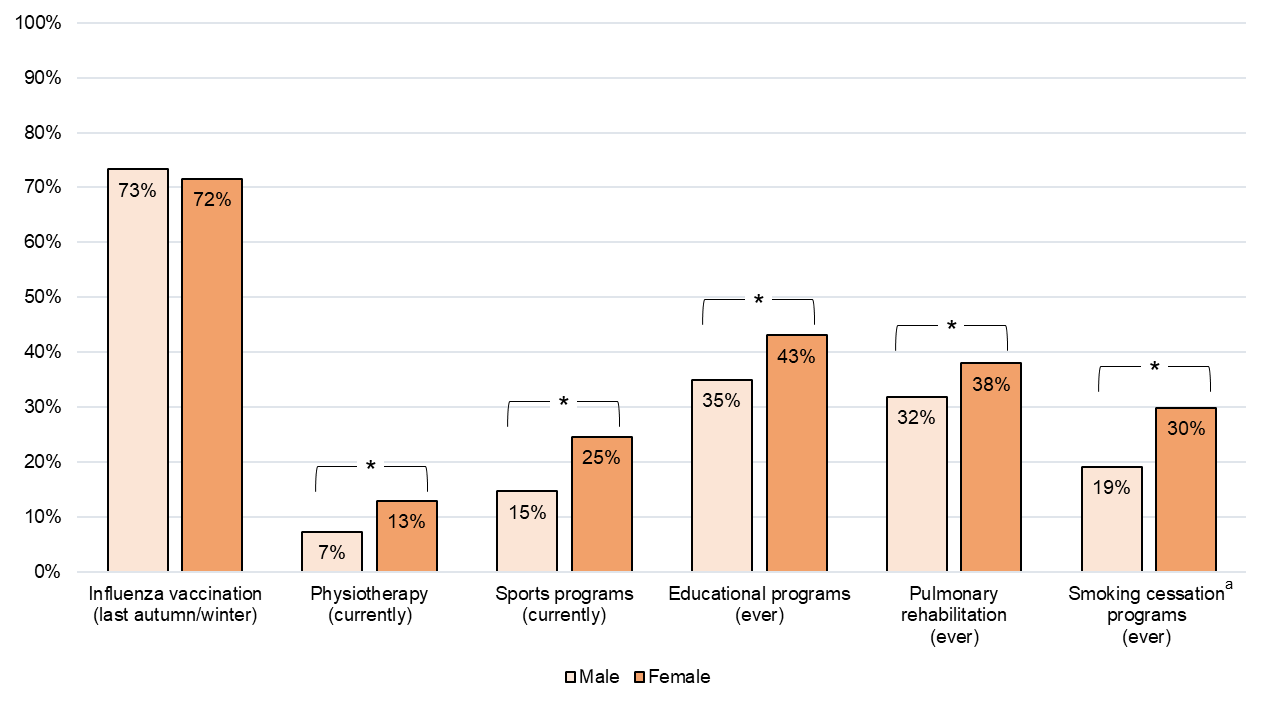 100%
90%
80%
70%
60%
50%
40%
30%
20%
10%
0%
73%
72%
7%
13%
*
15%
25%
*
35%
43%
*
32%
38%
*
19%
30%
*
Influenza vaccination
(last autumn/winter)
Physiotherapy
(currently)
Sports programs
(currently)
Educational programs
(ever)
Pulmonary
rehabilitation
(ever)
Smoking cessationᵃ
programs
(ever)
Male Female